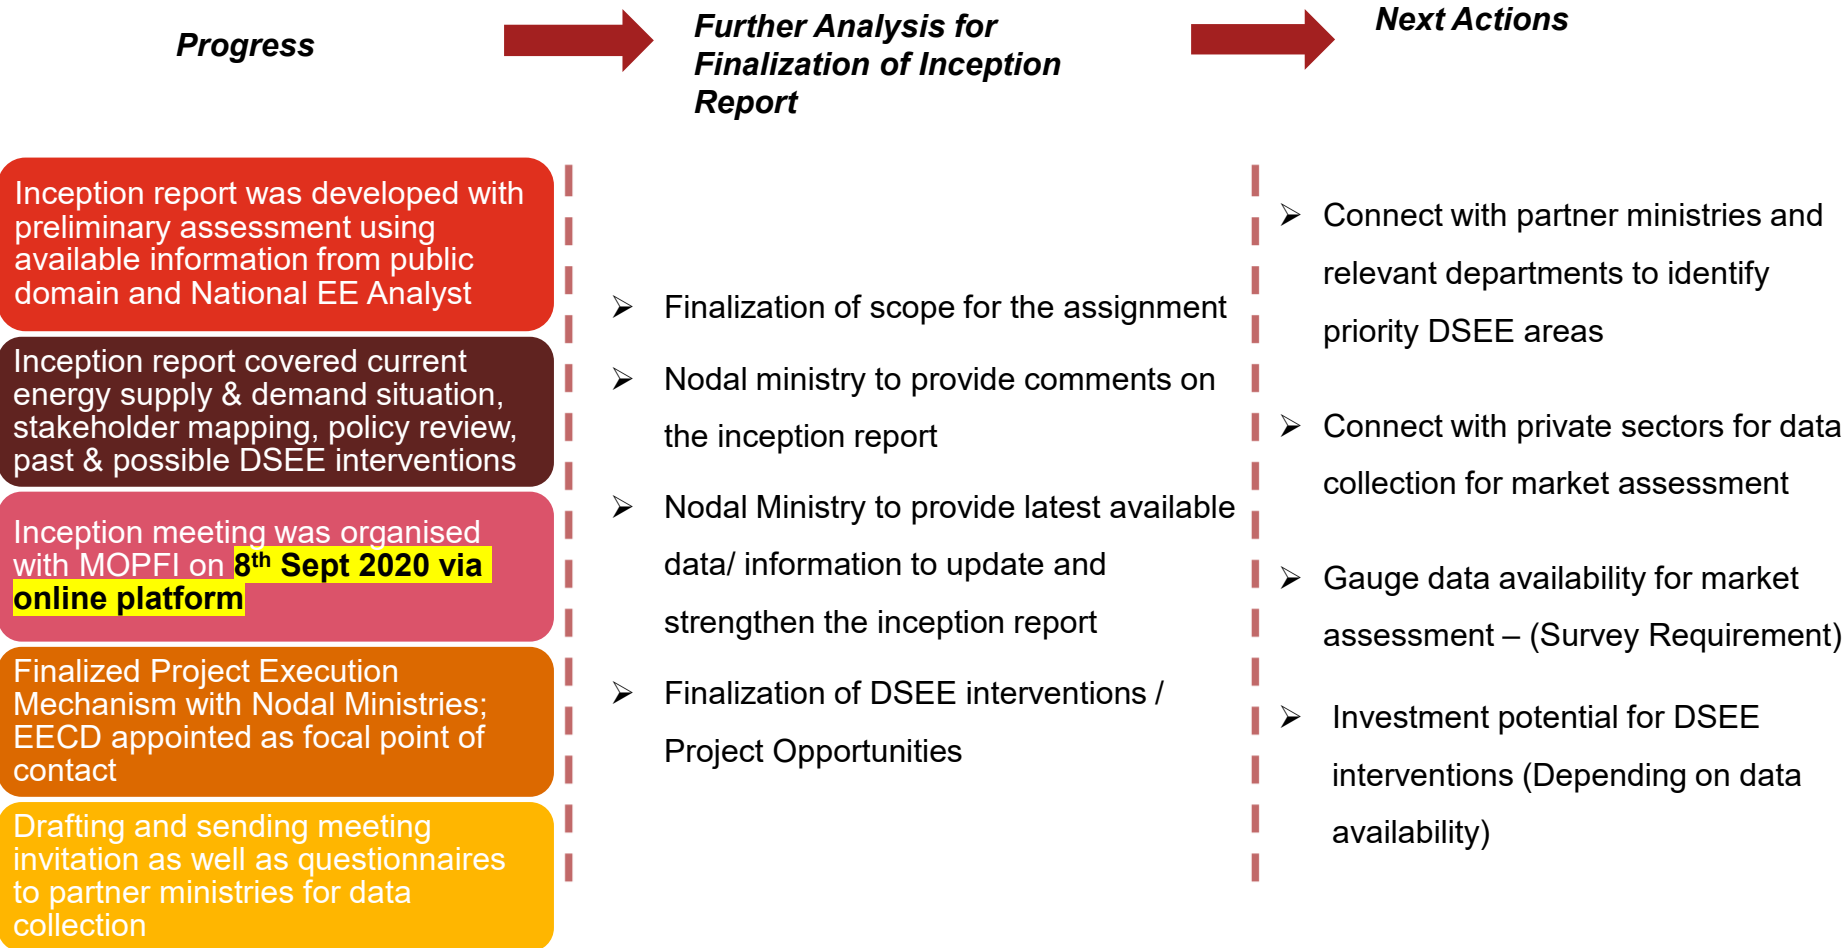 Progress
Further Analysis for
Finalization of Inception
Report
Next Actions
Inception report was developed with
preliminary assessment using
available information from public
domain and National EE Analyst
Inception report covered current
energy supply & demand situation,
stakeholder mapping, policy review,
past & possible DSEE interventions
Inception meeting was organised
with MOPFI on 8th Sept 2020 via
online platform
Finalized Project Execution
Mechanism with Nodal Ministries;
EECD appointed as focal point of
contact
Drafting and sending meeting
invitation as well as questionnaires
to partner ministries for data
collection
➢ Finalization of scope for the assignment
➢ Nodal ministry to provide comments on
the inception report
➢ Nodal Ministry to provide latest available
data/ information to update and
strengthen the inception report
➢ Finalization of DSEE interventions /
Project Opportunities
➢ Connect with partner ministries and
relevant departments to identify
priority DSEE areas
➢ Connect with private sectors for data
collection for market assessment
➢ Gauge data availability for market
assessment – (Survey Requirement)
➢ Investment potential for DSEE
interventions (Depending on data
availability)